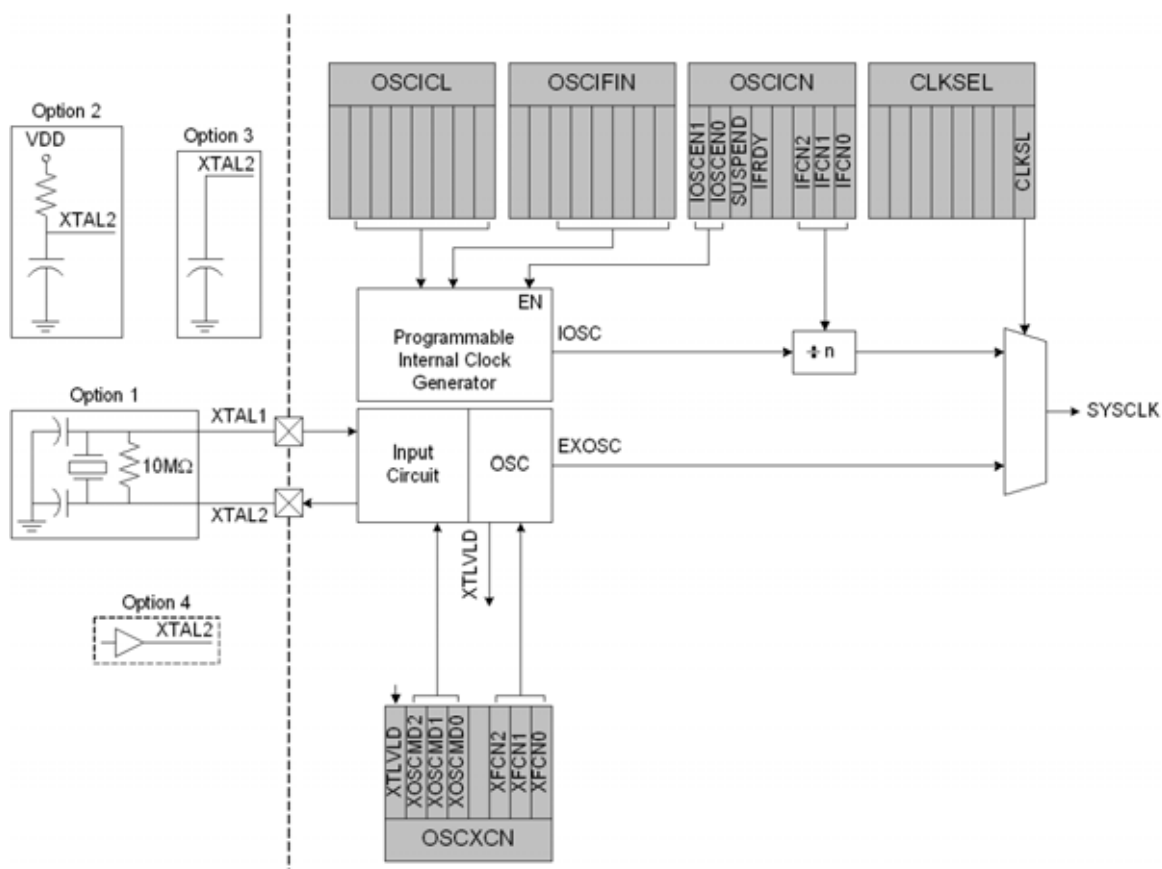 OSCICL
OSCIFIN
OSCICN
CLKSEL
IOSCEN1
IOSCEN0
SUSPEND
IFRDY
IFCN2
IFCN1
IFCN0
CLKSL
Option 2
VDD
XTAL2
Option 3
XTAL2
EN
Programmable
Internal Clock
Generator
IOSC
÷ n
SYSCLK
Option 1
10MΩ
XTAL1
XTAL2
Input
Circuit
OSC
EXOSC
XTLVLD
Option 4
XTAL2
XTLVLD
XOSCMD2
XOSCMD1
XOSCMD0
XFCN2
XFCN1
XFCN0
OSCXCN